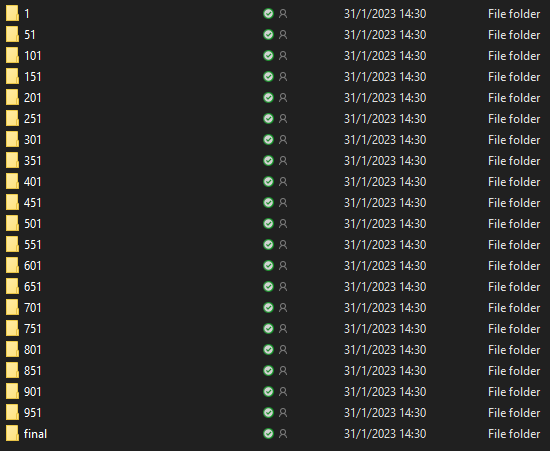 1 31/1/2023 14:30 File folder
51 31/1/2023 14:30 File folder
101 31/1/2023 14:30 File folder
151 31/1/2023 14:30 File folder
201 31/1/2023 14:30 File folder
251 31/1/2023 14:30 File folder
301 31/1/2023 14:30 File folder
351 31/1/2023 14:30 File folder
401 31/1/2023 14:30 File folder
451 31/1/2023 14:30 File folder
501 31/1/2023 14:30 File folder
551 31/1/2023 14:30 File folder
601 31/1/2023 14:30 File folder
651 31/1/2023 14:30 File folder
701 31/1/2023 14:30 File folder
751 31/1/2023 14:30 File folder
801 31/1/2023 14:30 File folder
851 31/1/2023 14:30 File folder
901 31/1/2023 14:30 File folder
951 31/1/2023 14:30 File folder
final 31/1/2023 14:30 File folder